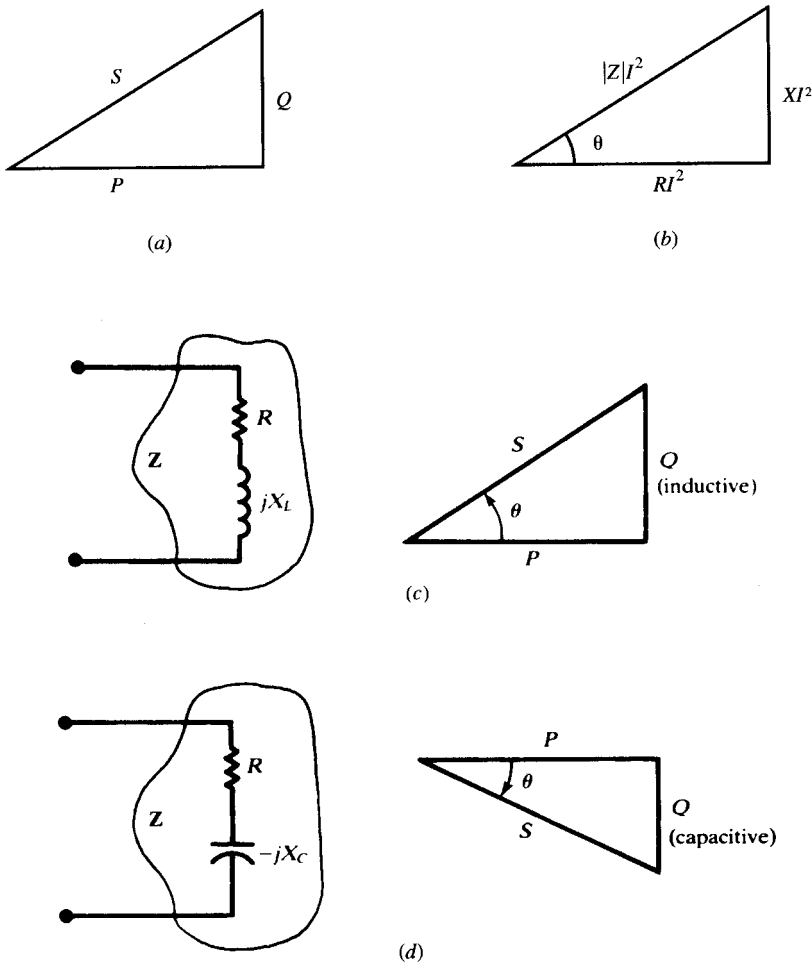 S
Q
P
(a)
|Z|I²
XI²
θ
RI²
(b)
R
Z
jX_L
S
Q
(inductive)
θ
P
(c)
R
Z
-jX_C
P
θ
Q
S
(capacitive)
(d)